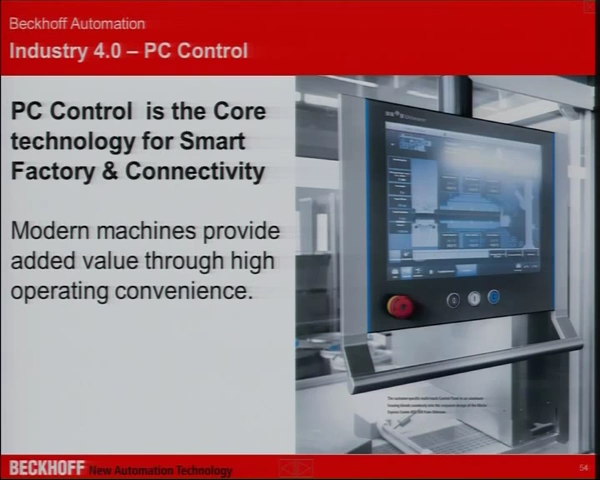 Beckhoff Automation
Industry 4.0 – PC Control
PC Control is the Core
technology for Smart
Factory & Connectivity
Modern machines provide
added value through high
operating convenience.
BECKHOFF New Automation Technology
54